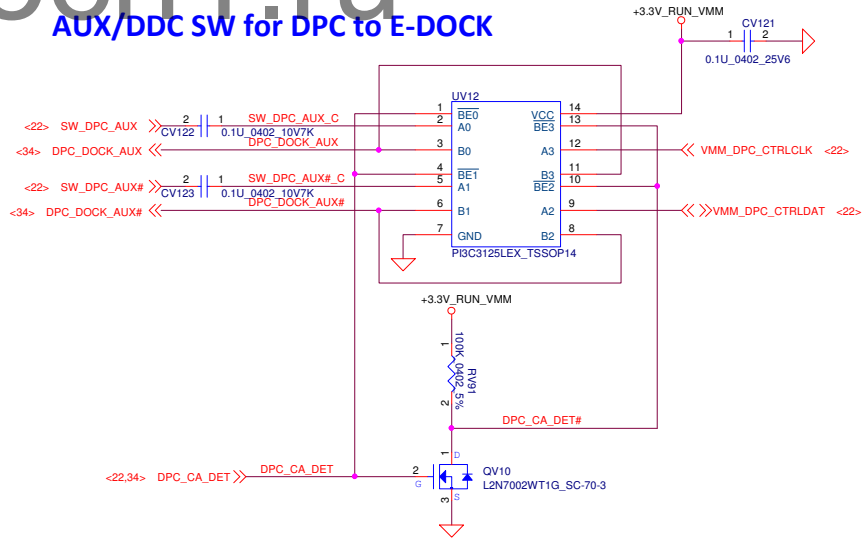 AUX/DDC SW for DPC to E-DOCK
+3.3V_RUN_VMM
CV121
1 2
0.1U_0402_25V6
UV12
1 BE0 VCC 14
2 A0 BE3 13
3 B0 A3 12
4 BE1 B3 11
5 A1 BE2 10
6 B1 A2 9
7 GND B2 8
PI3C3125LEX_TSSOP14
<22> SW_DPC_AUX
2 1
CV122
0.1U_0402_10V7K
SW_DPC_AUX_C
<34> DPC_DOCK_AUX
DPC_DOCK_AUX
<22> SW_DPC_AUX#
2 1
CV123
0.1U_0402_10V7K
SW_DPC_AUX#_C
<34> DPC_DOCK_AUX#
DPC_DOCK_AUX#
VMM_DPC_CTRLCLK <22>
VMM_DPC_CTRLDAT <22>
+3.3V_RUN_VMM
1
100K_0402_5%
RV91
2
DPC_CA_DET#
<22,34> DPC_CA_DET
DPC_CA_DET
2
G
1
D
3
S
QV10
L2N7002WT1G_SC-70-3